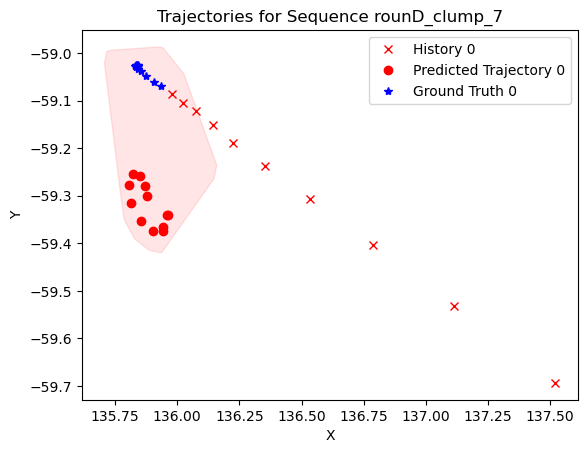 Trajectories for Sequence rounD_clump_7
History 0
Predicted Trajectory 0
Ground Truth 0
Y
−59.0
−59.1
−59.2
−59.3
−59.4
−59.5
−59.6
−59.7
135.75 136.00 136.25 136.50 136.75 137.00 137.25 137.50
X